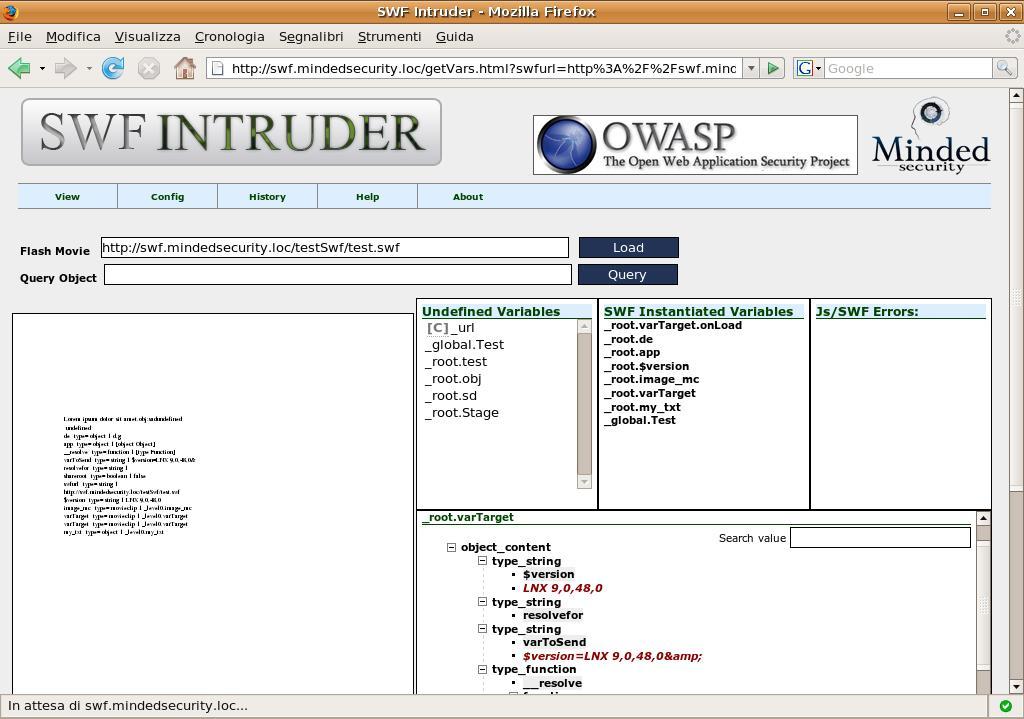 SWF Intruder - Mozilla Firefox
File Modifica Visualizza Cronologia Segnalibri Strumenti Guida
http://swf.mindedsecurity.loc/getVars.html?swfurl=http%3A%2F%2Fswf.mind
G Google
SWF INTRUDER
OWASP
The Open Web Application Security Project
Minded
security
View Config History Help About
Flash Movie http://swf.mindedsecurity.loc/testSwf/test.swf Load
Query Object Query
Undefined Variables
[C] _url
_global.Test
_root.test
_root.obj
_root.sd
_root.Stage
SWF Instantiated Variables
_root.varTarget.onLoad
_root.de
_root.app
_root.$version
_root.image_mc
_root.varTarget
_root.my_txt
_global.Test
Js/SWF Errors:
Lorem ipsum dolor sit amet.obj:sadundefined
undefined
de type= object | d.g
app type= object | [object Object]
__resolve type= function | [type Function]
varToSend type= string | $version=LNX 9,0,48,0&
resolvefor type= string |
shareroot type= boolean | false
swfurl type= string |
http://swf.mindedsecurity.loc/testSwf/test.swf
$version type= string | LNX 9,0,48,0
image_mc type= movieclip | _level0.image_mc
varTarget type= movieclip | _level0.varTarget
varTarget type= movieclip | _level0.varTarget
my_txt type= object | _level0.my_txt
_root.varTarget
Search value
object_content
type_string
$version
LNX 9,0,48,0
type_string
resolvefor
type_string
varToSend
$version=LNX 9,0,48,0&amp;
type_function
__resolve
In attesa di swf.mindedsecurity.loc...